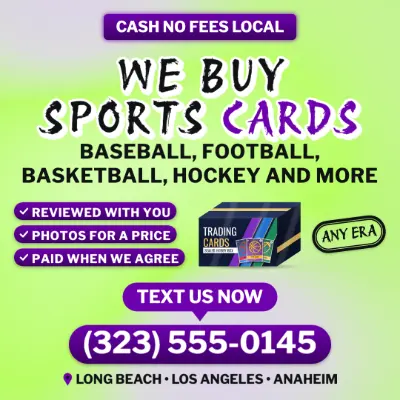 CASH NO FEES LOCAL
WE BUY
SPORTS CARDS
BASEBALL, FOOTBALL,
BASKETBALL, HOCKEY AND MORE
REVIEWED WITH YOU
PHOTOS FOR A PRICE
PAID WHEN WE AGREE
TRADING
CARDS
ANY ERA
TEXT US NOW
(323) 555-0145
LONG BEACH • LOS ANGELES • ANAHEIM